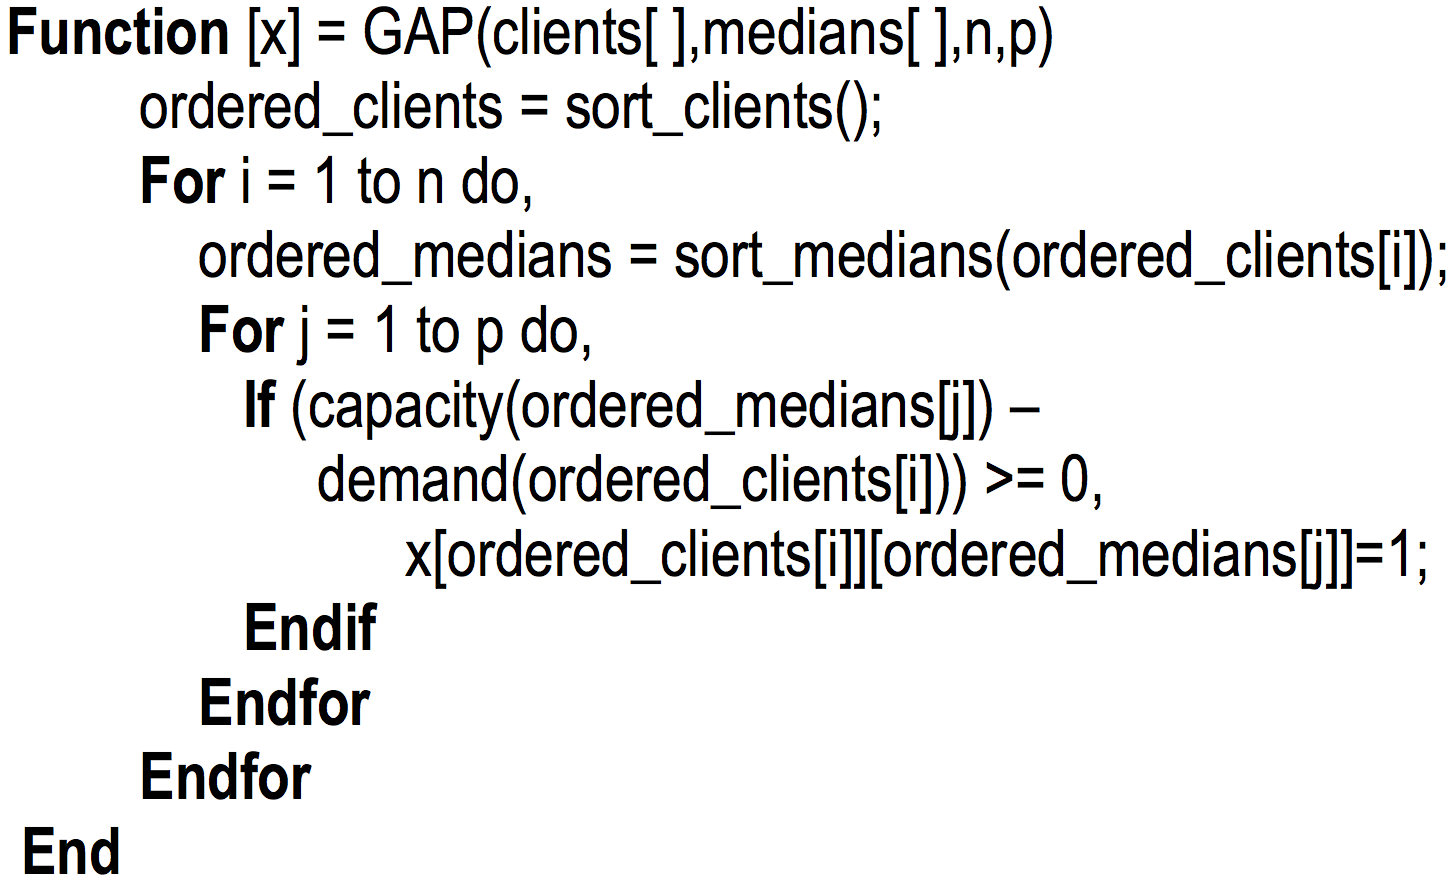 Function [x] = GAP(clients[ ],medians[ ],n,p)
ordered_clients = sort_clients();
For i = 1 to n do,
ordered_medians = sort_medians(ordered_clients[i]);
For j = 1 to p do,
If (capacity(ordered_medians[j]) –
demand(ordered_clients[i])) >= 0,
x[ordered_clients[i]][ordered_medians[j]]=1;
Endif
Endfor
Endfor
End